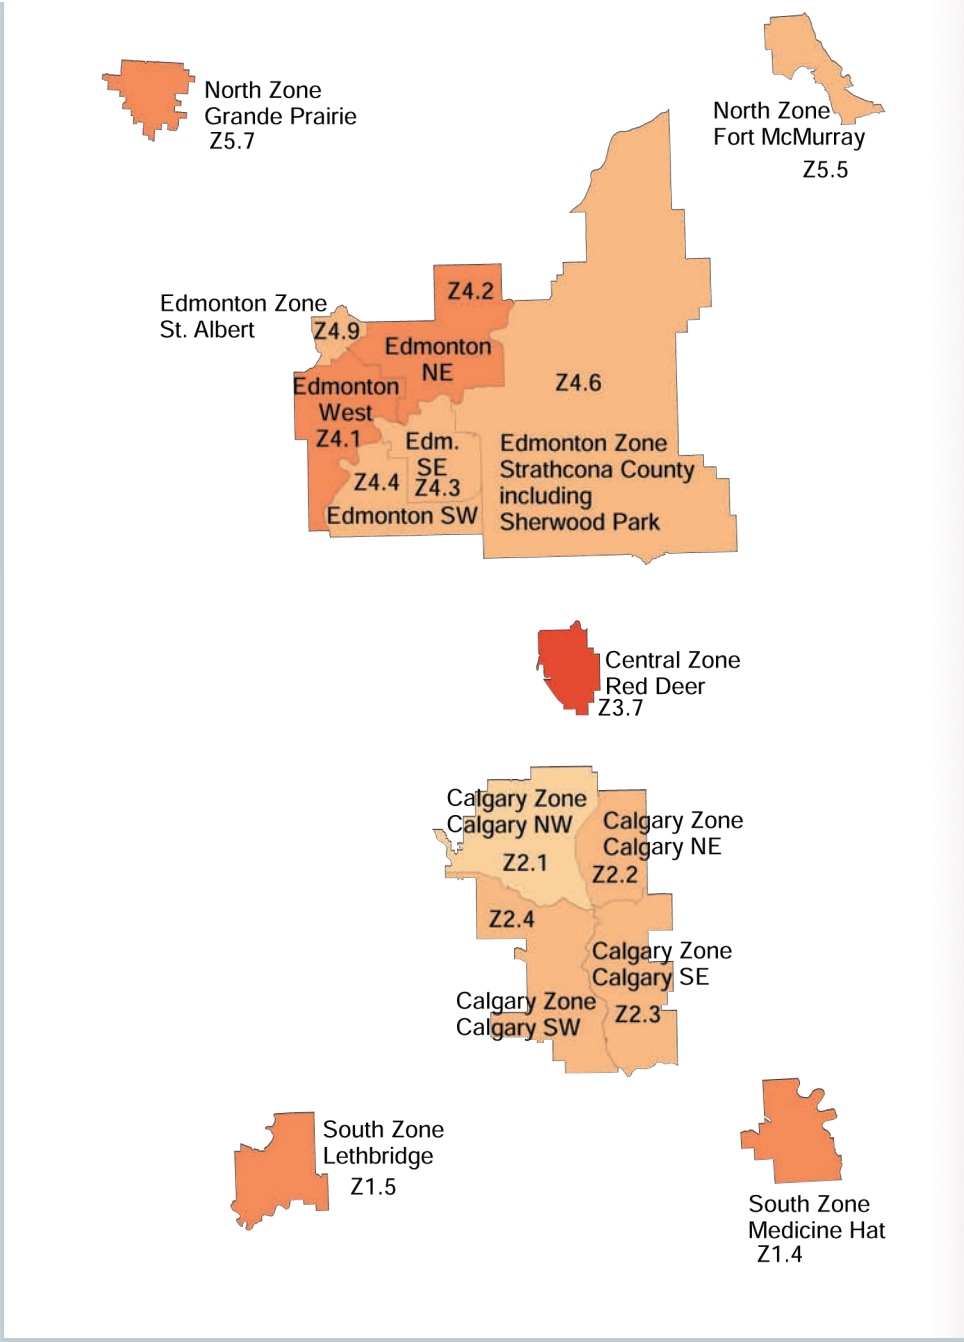 North Zone
Grande Prairie
Z5.7
North Zone
Fort McMurray
Z5.5
Edmonton Zone
St. Albert
Z4.9
Z4.2
Edmonton
NE
Edmonton
West
Z4.1
Z4.6
Edm.
SE
Z4.3
Z4.4
Edmonton SW
Edmonton Zone
Strathcona County
including
Sherwood Park
Central Zone
Red Deer
Z3.7
Calgary Zone
Calgary NW
Z2.1
Calgary Zone
Calgary NE
Z2.2
Z2.4
Calgary Zone
Calgary SW
Calgary Zone
Calgary SE
Z2.3
South Zone
Lethbridge
Z1.5
South Zone
Medicine Hat
Z1.4